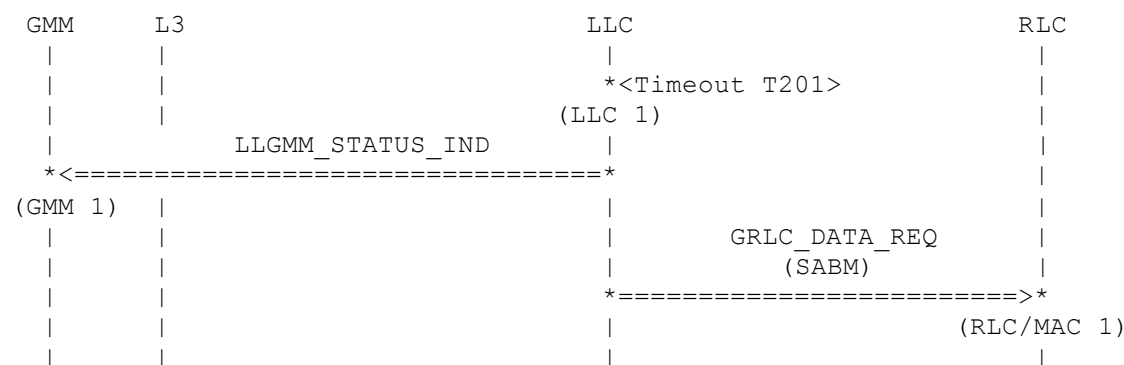 GMM L3 LLC RLC
*<Timeout T201>
(LLC 1)
LLGMM_STATUS_IND
*<=================================*
(GMM 1)
GRLC_DATA_REQ
(SABM)
*=========================>*
(RLC/MAC 1)